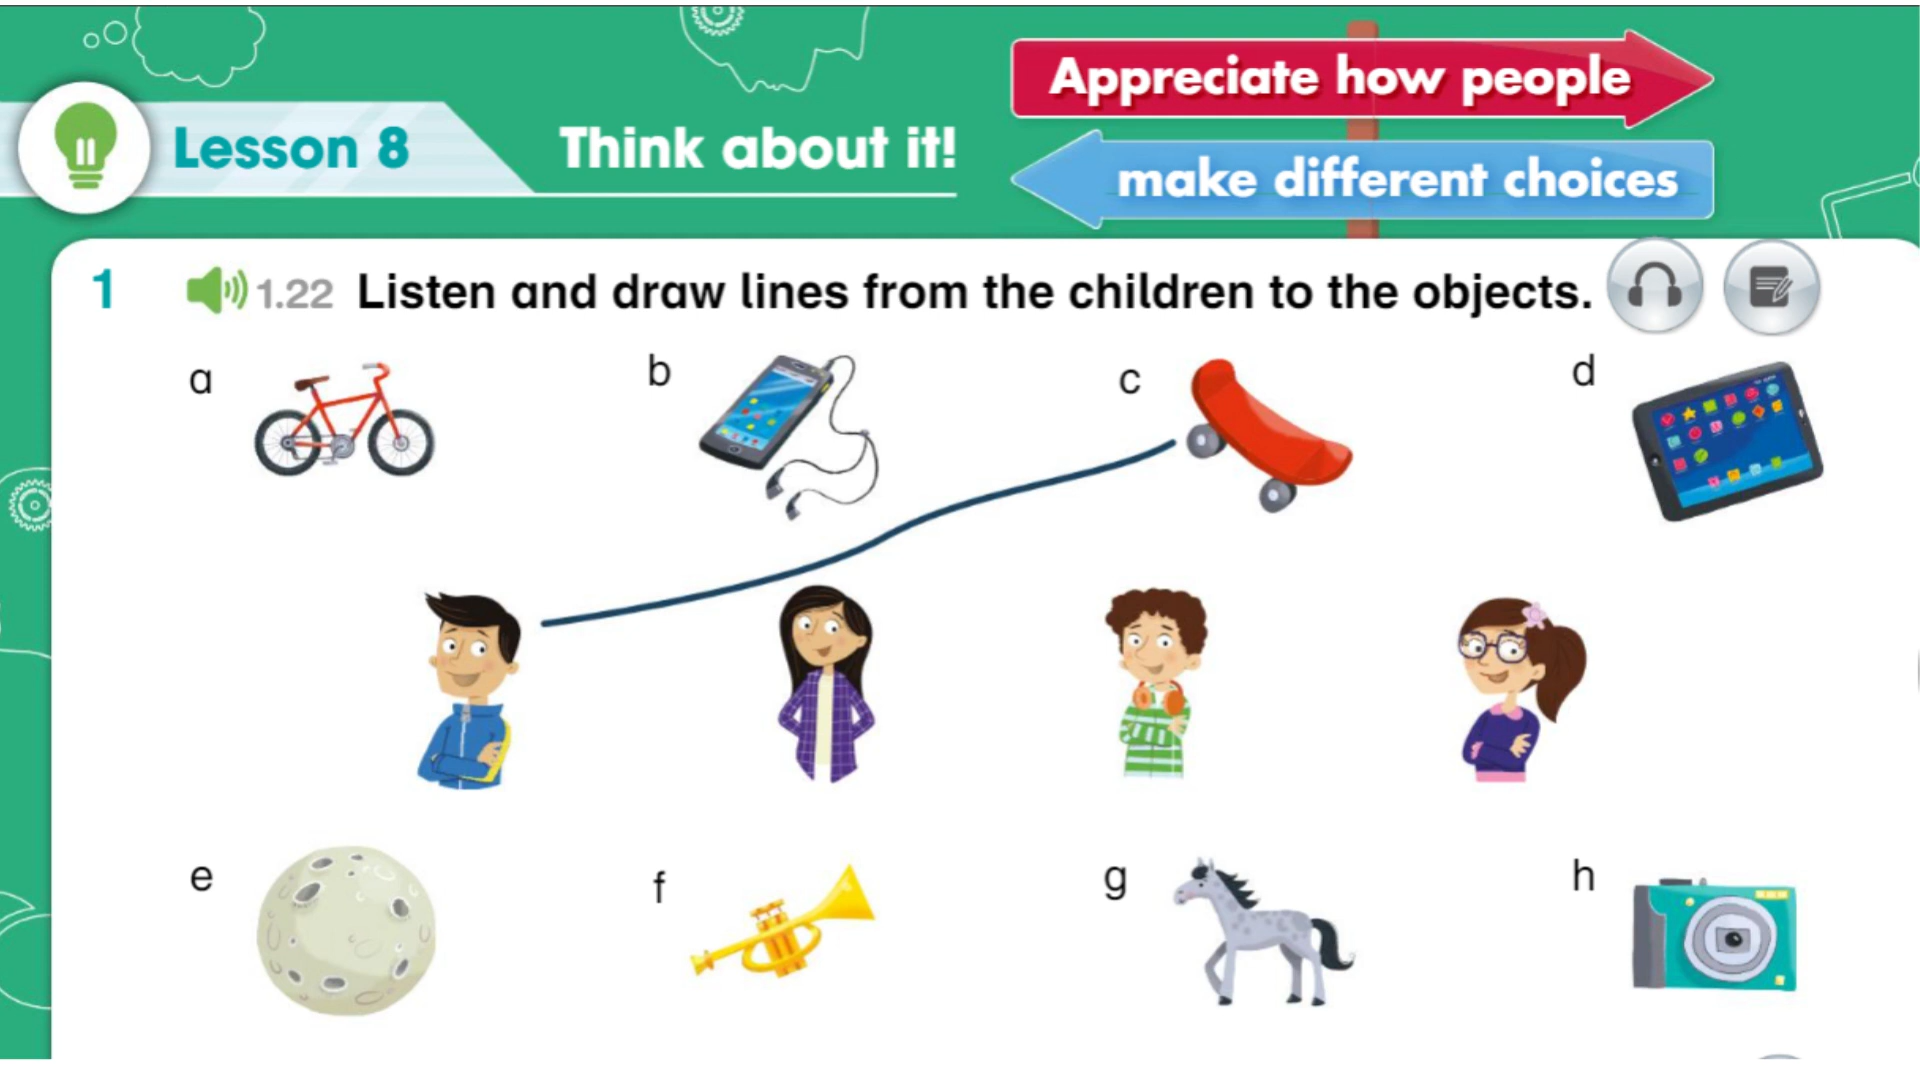 Lesson 8
Think about it!
Appreciate how people
make different choices
1 1.22 Listen and draw lines from the children to the objects.
a
b
c
d
e
f
g
h